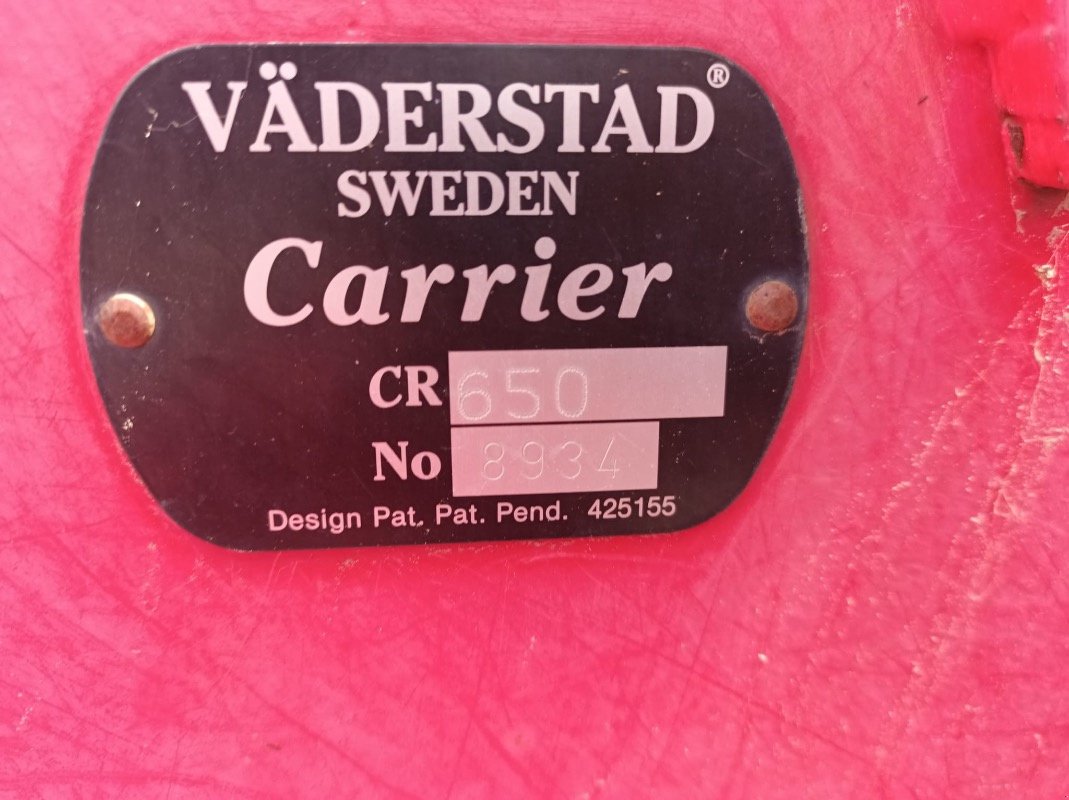 VÄDERSTAD®
SWEDEN
Carrier
CR 650
No 8934
Design Pat. Pat. Pend. 425155